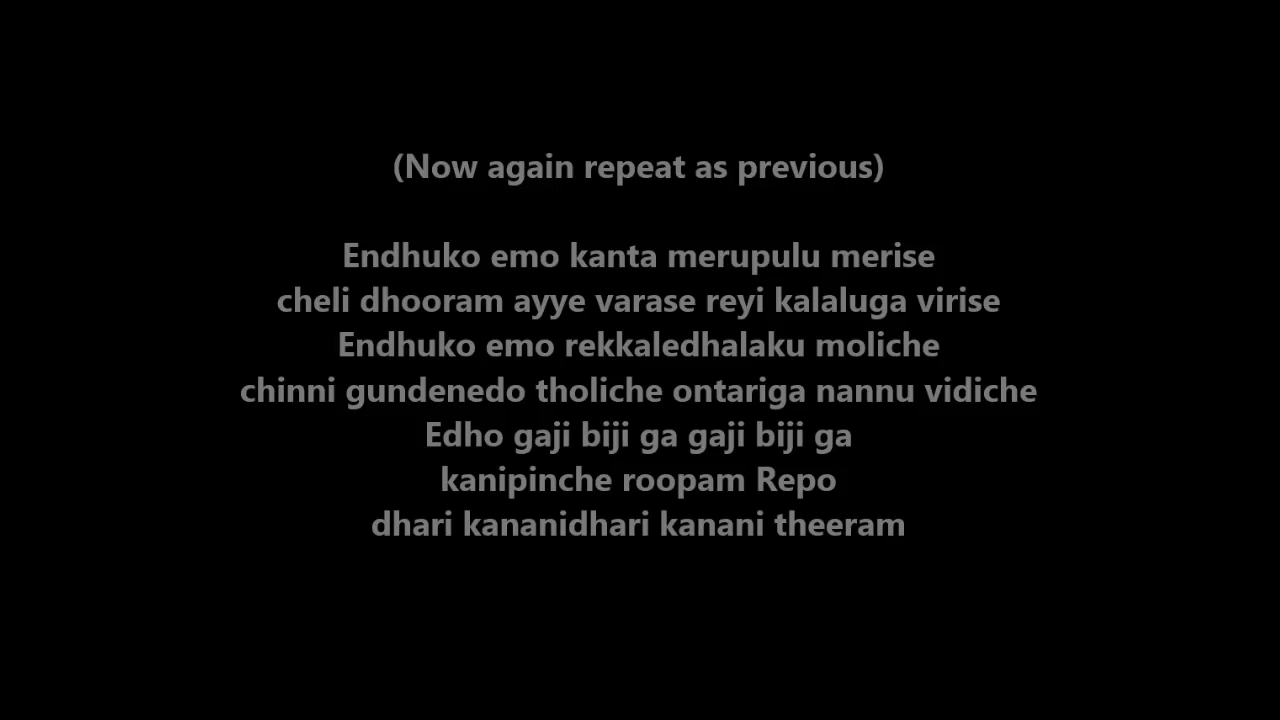 (Now again repeat as previous)
Endhuko emo kanta merupulu merise
cheli dhooram ayye varase reyi kalaluga virise
Endhuko emo rekkaledhalaku moliche
chinni gundenedo tholiche ontariga nannu vidiche
Edho gaji biji ga gaji biji ga
kanipinche roopam Repo
dhari kananidhari kanani theeram